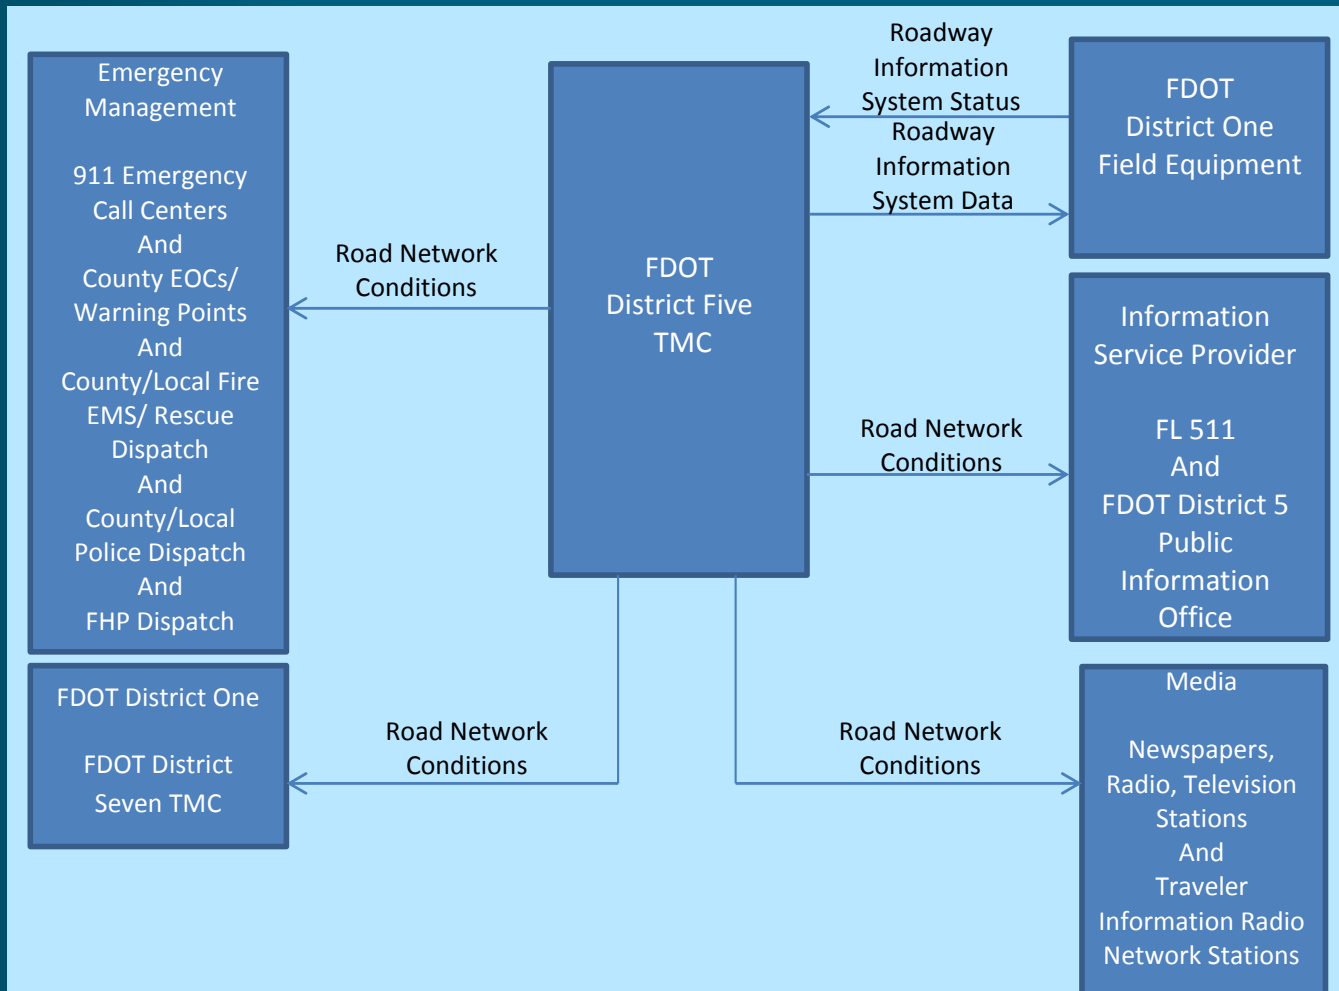 Emergency
Management
911 Emergency
Call Centers
And
County EOCs/
Warning Points
And
County/Local Fire
EMS/ Rescue
Dispatch
And
County/Local
Police Dispatch
And
FHP Dispatch
FDOT District One
FDOT District
Seven TMC
Road Network
Conditions
Road Network
Conditions
FDOT
District Five
TMC
Roadway
Information
System Status
Roadway
Information
System Data
Road Network
Conditions
Road Network
Conditions
FDOT
District One
Field Equipment
Information
Service Provider
FL 511
And
FDOT District 5
Public
Information
Office
Media
Newspapers,
Radio, Television
Stations
And
Traveler
Information Radio
Network Stations